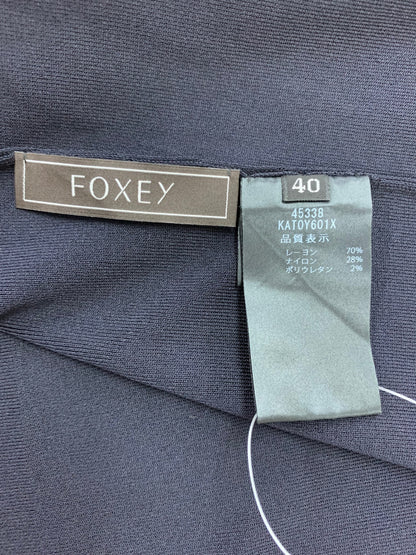 FOXEY
40
45338
KAT0Y601X
品質表示
レーヨン 70%
ナイロン 28%
ポリウレタン 2%